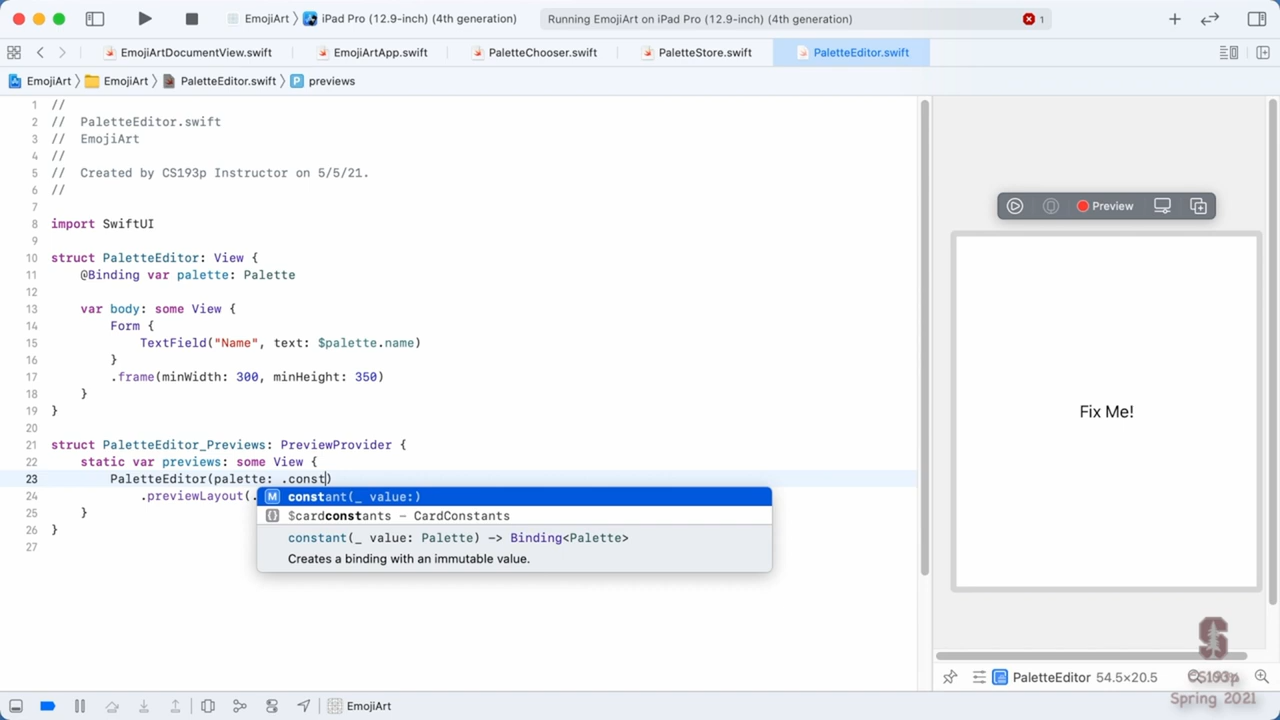 EmojiArt 〉 iPad Pro (12.9-inch) (4th generation)
Running EmojiArt on iPad Pro (12.9-inch) (4th generation)
1
EmojiArtDocumentView.swift
EmojiArtApp.swift
PaletteChooser.swift
PaletteStore.swift
PaletteEditor.swift
EmojiArt 〉 EmojiArt 〉 PaletteEditor.swift 〉 P previews
1 //
2 // PaletteEditor.swift
3 // EmojiArt
4 //
5 // Created by CS193p Instructor on 5/5/21.
6 //
7
8 import SwiftUI
9
10 struct PaletteEditor: View {
11 @Binding var palette: Palette
12
13 var body: some View {
14 Form {
15 TextField("Name", text: $palette.name)
16 }
17 .frame(minWidth: 300, minHeight: 350)
18 }
19 }
20
21 struct PaletteEditor_Previews: PreviewProvider {
22 static var previews: some View {
23 PaletteEditor(palette: .const)
24 .previewLayout(.
25 }
26 }
27
M constant(_ value:)
$cardconstants – CardConstants
constant(_ value: Palette) -> Binding<Palette>
Creates a binding with an immutable value.
Preview
Fix Me!
PaletteEditor 54.5×20.5
CS193p
Spring 2021
EmojiArt